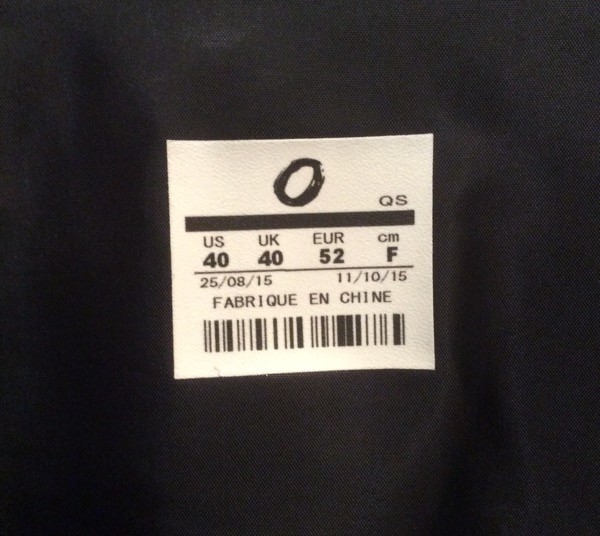 O
QS
US UK EUR cm
40 40 52 F
25/08/15 11/10/15
FABRIQUE EN CHINE